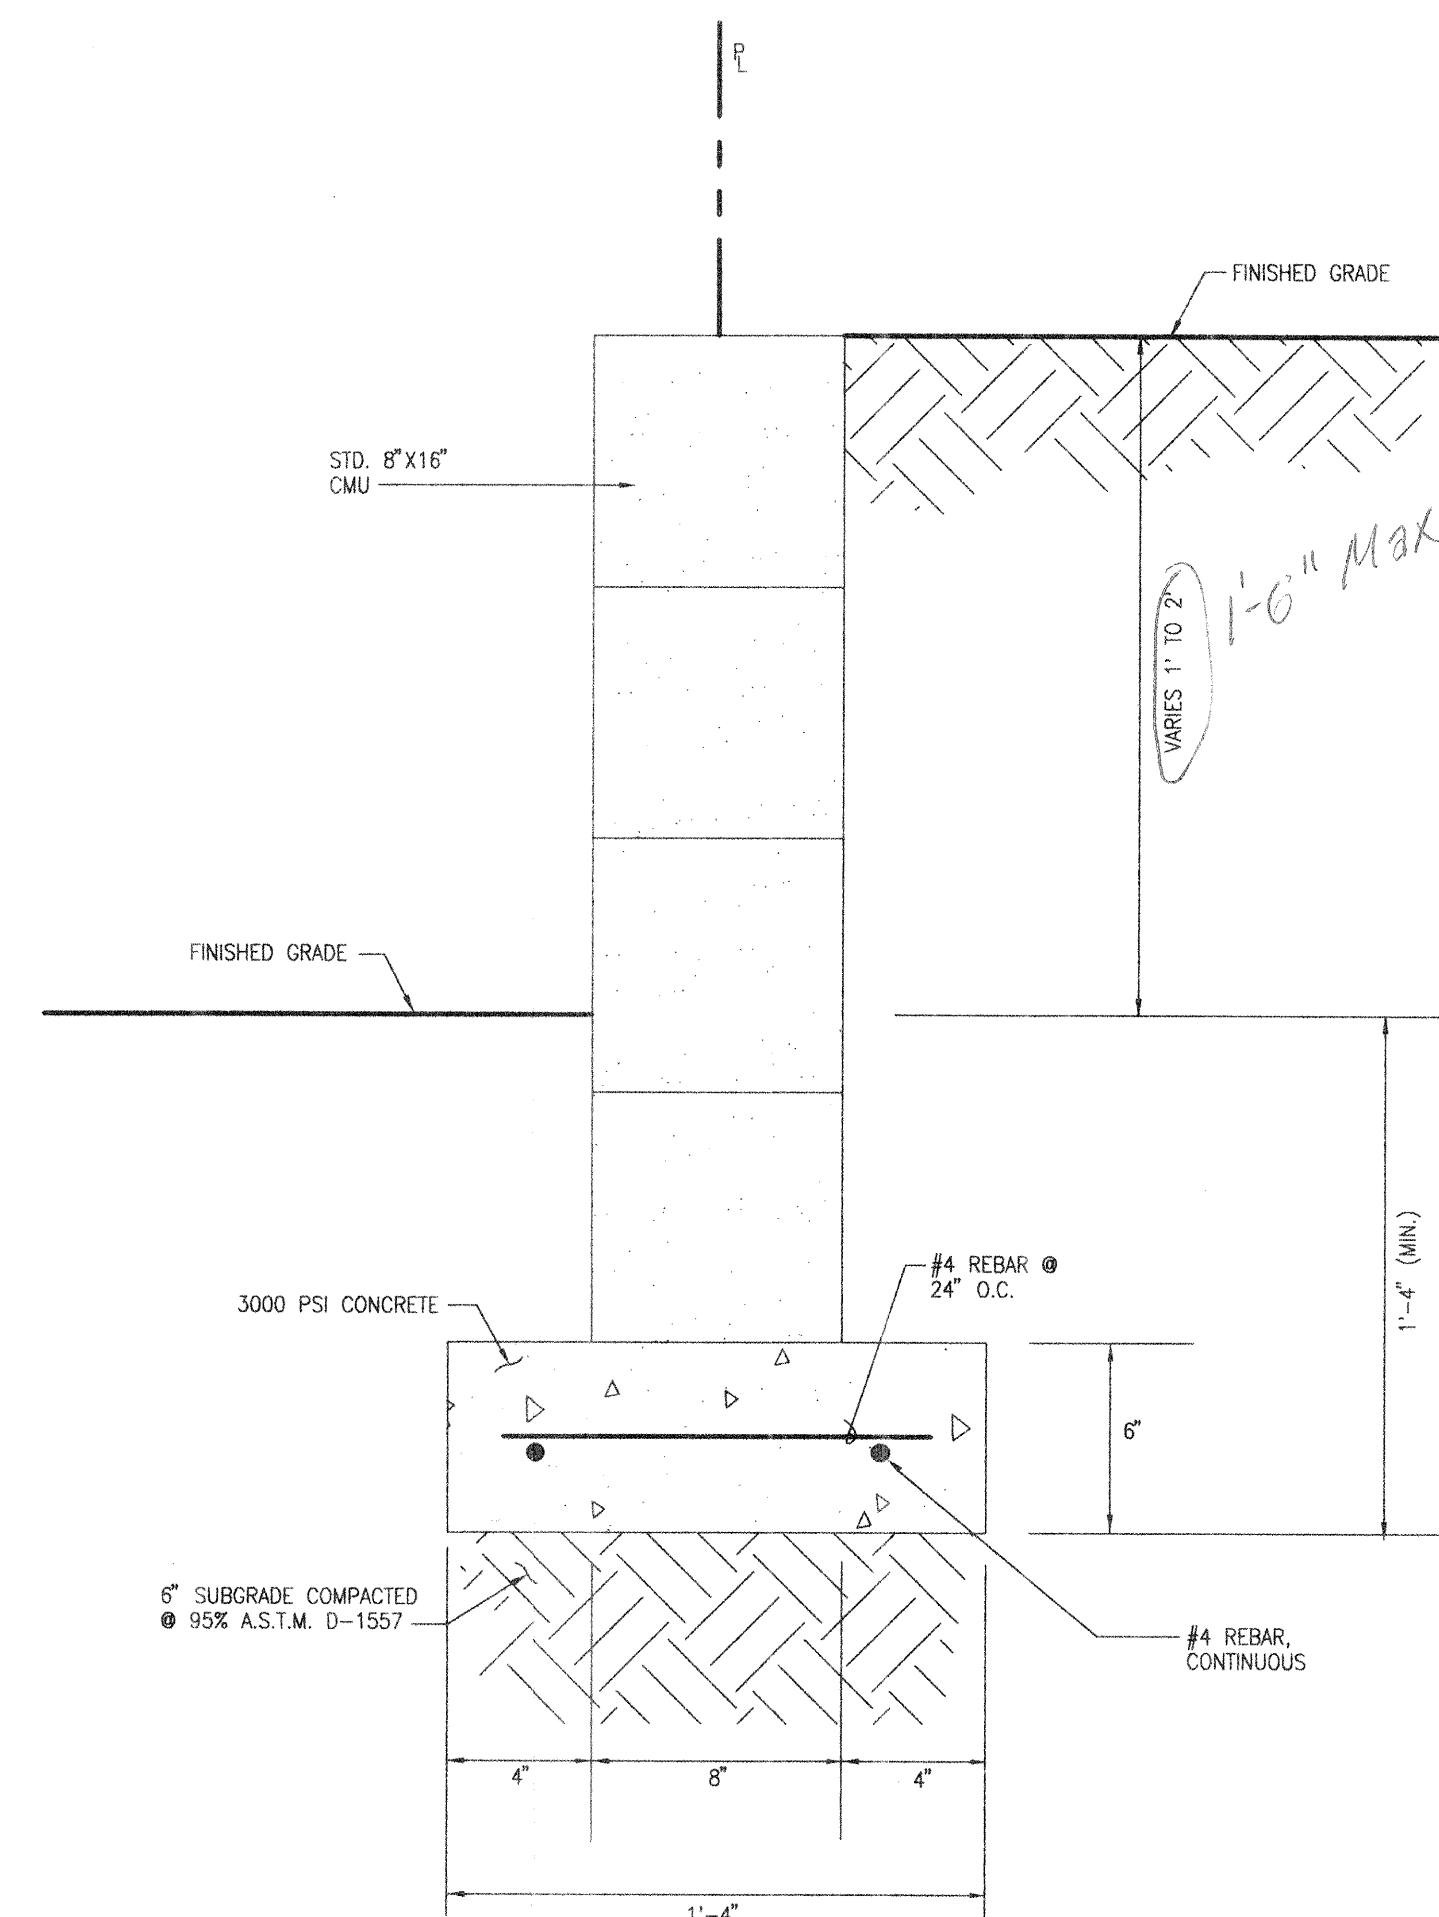 PL
FINISHED GRADE
STD. 8"X16"
CMU
VARIES 1' TO 2'
1'-6" Max
FINISHED GRADE
#4 REBAR @
24" O.C.
1'-4" (MIN.)
3000 PSI CONCRETE
6"
6" SUBGRADE COMPACTED
@ 95% A.S.T.M. D-1557
#4 REBAR,
CONTINUOUS
4"
8"
4"
1'-4"